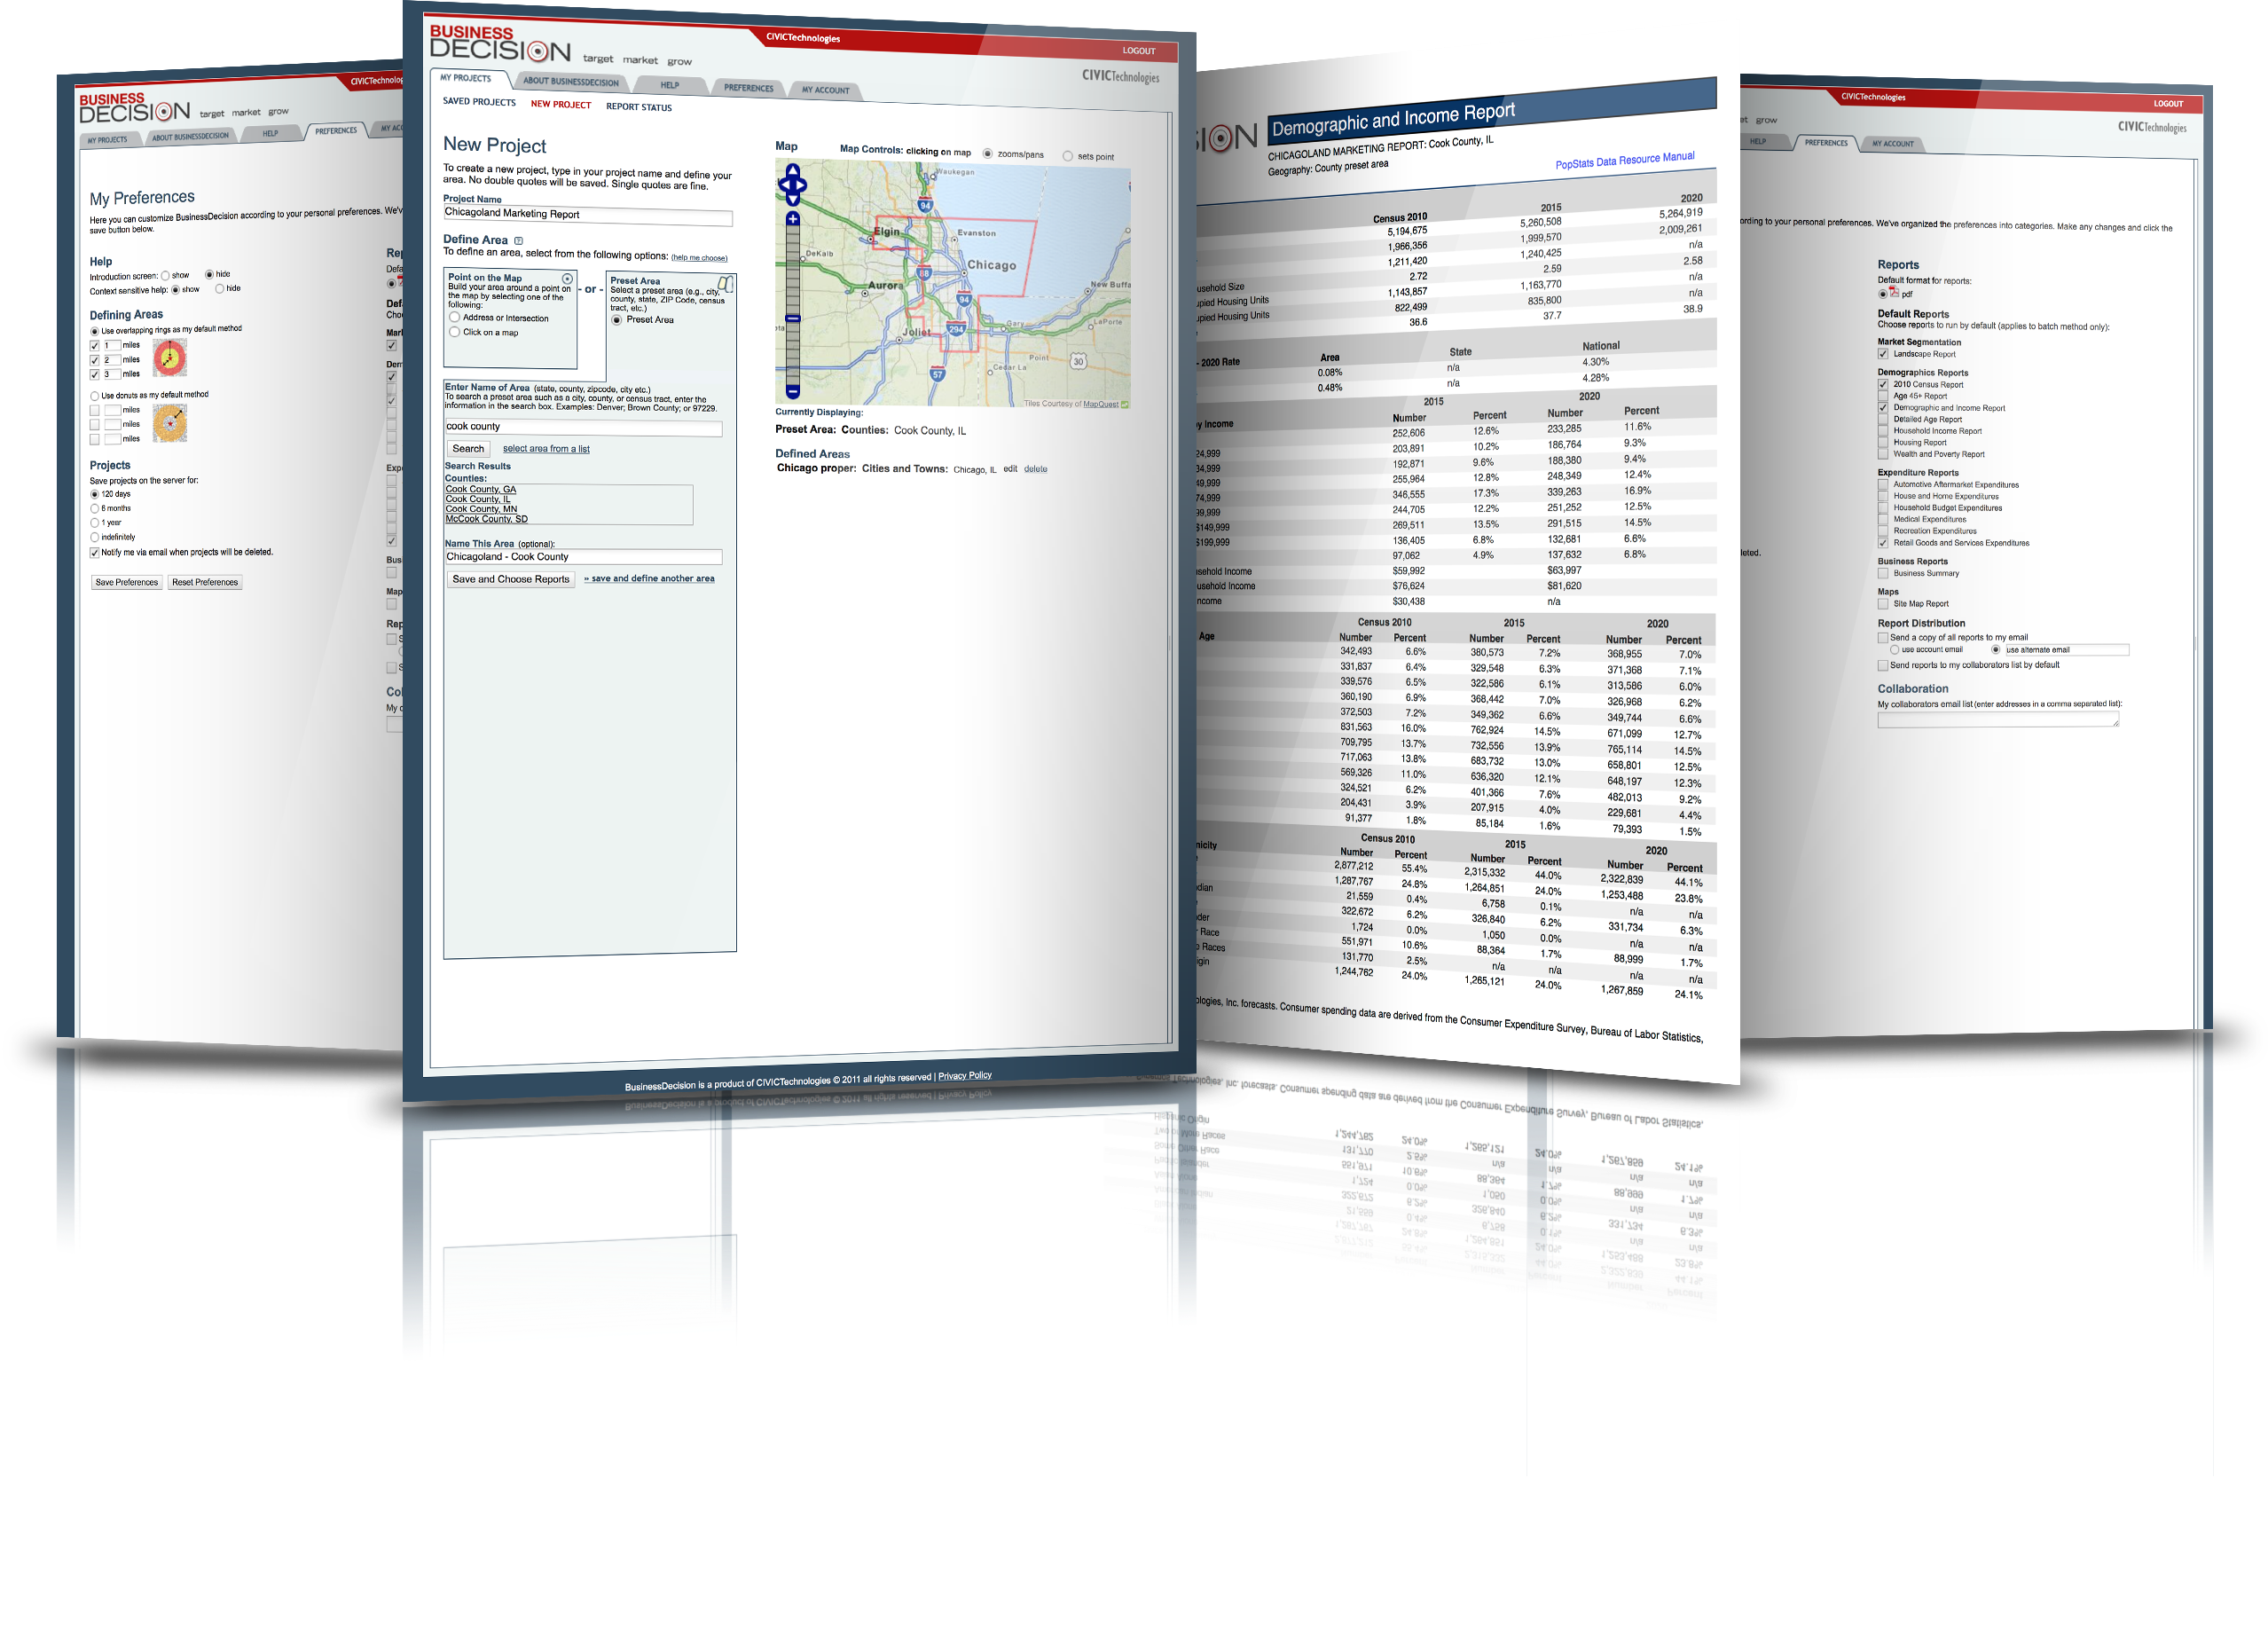 BUSINESS
DECISION target market grow
CIVICTechnolog
MY PROJECTS ABOUT BUSINESSDECISION HELP PREFERENCES MY ACC
My Preferences
Here you can customize BusinessDecision according to your personal preferences. We'v
save button below.
Help
Introduction screen: show hide
Context sensitive help: show hide
Defining Areas
Use overlapping rings as my default method
1 miles
2 miles
3 miles
Use donuts as my default method
miles
miles
miles
Projects
Save projects on the server for:
120 days
6 months
1 year
indefinitely
Notify me via email when projects will be deleted.
Save Preferences Reset Preferences
Rep
Defa
Defa
Choo
Mark
Dem
Expe
Bus
Map
Rep
S
S
Col
My c
BUSINESS
DECISION target market grow
CIVICTechnologies
LOGOUT
CIVICTechnologies
MY PROJECTS ABOUT BUSINESSDECISION HELP PREFERENCES MY ACCOUNT
SAVED PROJECTS NEW PROJECT REPORT STATUS
New Project
To create a new project, type in your project name and define your
area. No double quotes will be saved. Single quotes are fine.
Project Name
Chicagoland Marketing Report
Define Area ?
To define an area, select from the following options: (help me choose)
Point on the Map
Build your area around a point on
the map by selecting one of the
following:
Address or Intersection
Click on a map
- or -
Preset Area
Select a preset area (e.g., city,
county, state, ZIP Code, census
tract, etc.)
Preset Area
Enter Name of Area (state, county, zipcode, city etc.)
To search a preset area such as a city, county, or census tract, enter the
information in the search box. Examples: Denver; Brown County; or 97229.
cook county
Search select area from a list
Search Results
Counties:
Cook County, GA
Cook County, IL
Cook County, MN
McCook County, SD
Name This Area (optional):
Chicagoland - Cook County
Save and Choose Reports » save and define another area
Map Map Controls: clicking on map zooms/pans sets point
Waukegan
94
Elgin
Evanston
DeKalb
Chicago
88
Aurora
94
New Buffa
Joliet
294
Gary
LaPorte
Point
30
57
Cedar La
Tiles Courtesy of MapQuest
Currently Displaying:
Preset Area: Counties: Cook County, IL
Defined Areas
Chicago proper: Cities and Towns: Chicago, IL edit delete
BusinessDecision is a product of CIVICTechnologies © 2011 all rights reserved | Privacy Policy
ION
Demographic and Income Report
CHICAGOLAND MARKETING REPORT: Cook County, IL
Geography: County preset area
PopStats Data Resource Manual
Census 2010 2015 2020
5,194,675 5,260,508 5,264,919
1,966,356 1,999,570 2,009,261
1,211,420 1,240,425 n/a
usehold Size 2.72 2.59 2.58
upied Housing Units 1,143,857 1,163,770 n/a
upied Housing Units 822,499 835,800 n/a
36.6 37.7 38.9
- 2020 Rate Area State National
0.08% n/a 4.30%
0.48% n/a 4.28%
2015 2020
by Income Number Percent Number Percent
252,606 12.6% 233,285 11.6%
24,999 203,891 10.2% 186,764 9.3%
34,999 192,871 9.6% 188,380 9.4%
49,999 255,964 12.8% 248,349 12.4%
74,999 346,555 17.3% 339,263 16.9%
99,999 244,705 12.2% 251,252 12.5%
$149,999 269,511 13.5% 291,515 14.5%
$199,999 136,405 6.8% 132,681 6.6%
97,062 4.9% 137,632 6.8%
usehold Income $59,992 $63,997
usehold Income $76,624 $81,620
ncome $30,438 n/a
Census 2010 2015 2020
Age Number Percent Number Percent Number Percent
342,493 6.6% 380,573 7.2% 368,955 7.0%
331,837 6.4% 329,548 6.3% 371,368 7.1%
339,576 6.5% 322,586 6.1% 313,586 6.0%
360,190 6.9% 368,442 7.0% 326,968 6.2%
372,503 7.2% 349,362 6.6% 349,744 6.6%
831,563 16.0% 762,924 14.5% 671,099 12.7%
709,795 13.7% 732,556 13.9% 765,114 14.5%
717,063 13.8% 683,732 13.0% 658,801 12.5%
569,326 11.0% 636,320 12.1% 648,197 12.3%
324,521 6.2% 401,366 7.6% 482,013 9.2%
204,431 3.9% 207,915 4.0% 229,681 4.4%
91,377 1.8% 85,184 1.6% 79,393 1.5%
Census 2010 2015 2020
nicity Number Percent Number Percent Number Percent
2,877,212 55.4% 2,315,332 44.0% 2,322,839 44.1%
1,287,767 24.8% 1,264,851 24.0% 1,253,488 23.8%
dian 21,559 0.4% 6,758 0.1% n/a n/a
322,672 6.2% 326,840 6.2% 331,734 6.3%
der 1,724 0.0% 1,050 0.0% n/a n/a
r Race 551,971 10.6% 88,364 1.7% 88,999 1.7%
o Races 131,770 2.5% n/a n/a n/a n/a
igin 1,244,762 24.0% 1,265,121 24.0% 1,267,859 24.1%
ologies, Inc. forecasts. Consumer spending data are derived from the Consumer Expenditure Survey, Bureau of Labor Statistics,
CIVICTechnologies
LOGOUT
et grow
CIVICTechnologies
HELP PREFERENCES MY ACCOUNT
ording to your personal preferences. We've organized the preferences into categories. Make any changes and click the
Reports
Default format for reports:
pdf
Default Reports
Choose reports to run by default (applies to batch method only):
Market Segmentation
Landscape Report
Demographics Reports
2010 Census Report
Age 45+ Report
Demographic and Income Report
Detailed Age Report
Household Income Report
Housing Report
Wealth and Poverty Report
Expenditure Reports
Automotive Aftermarket Expenditures
House and Home Expenditures
Household Budget Expenditures
Medical Expenditures
Recreation Expenditures
Retail Goods and Services Expenditures
leted.
Business Reports
Business Summary
Maps
Site Map Report
Report Distribution
Send a copy of all reports to my email
use account email use alternate email
Send reports to my collaborators list by default
Collaboration
My collaborators email list (enter addresses in a comma separated list):